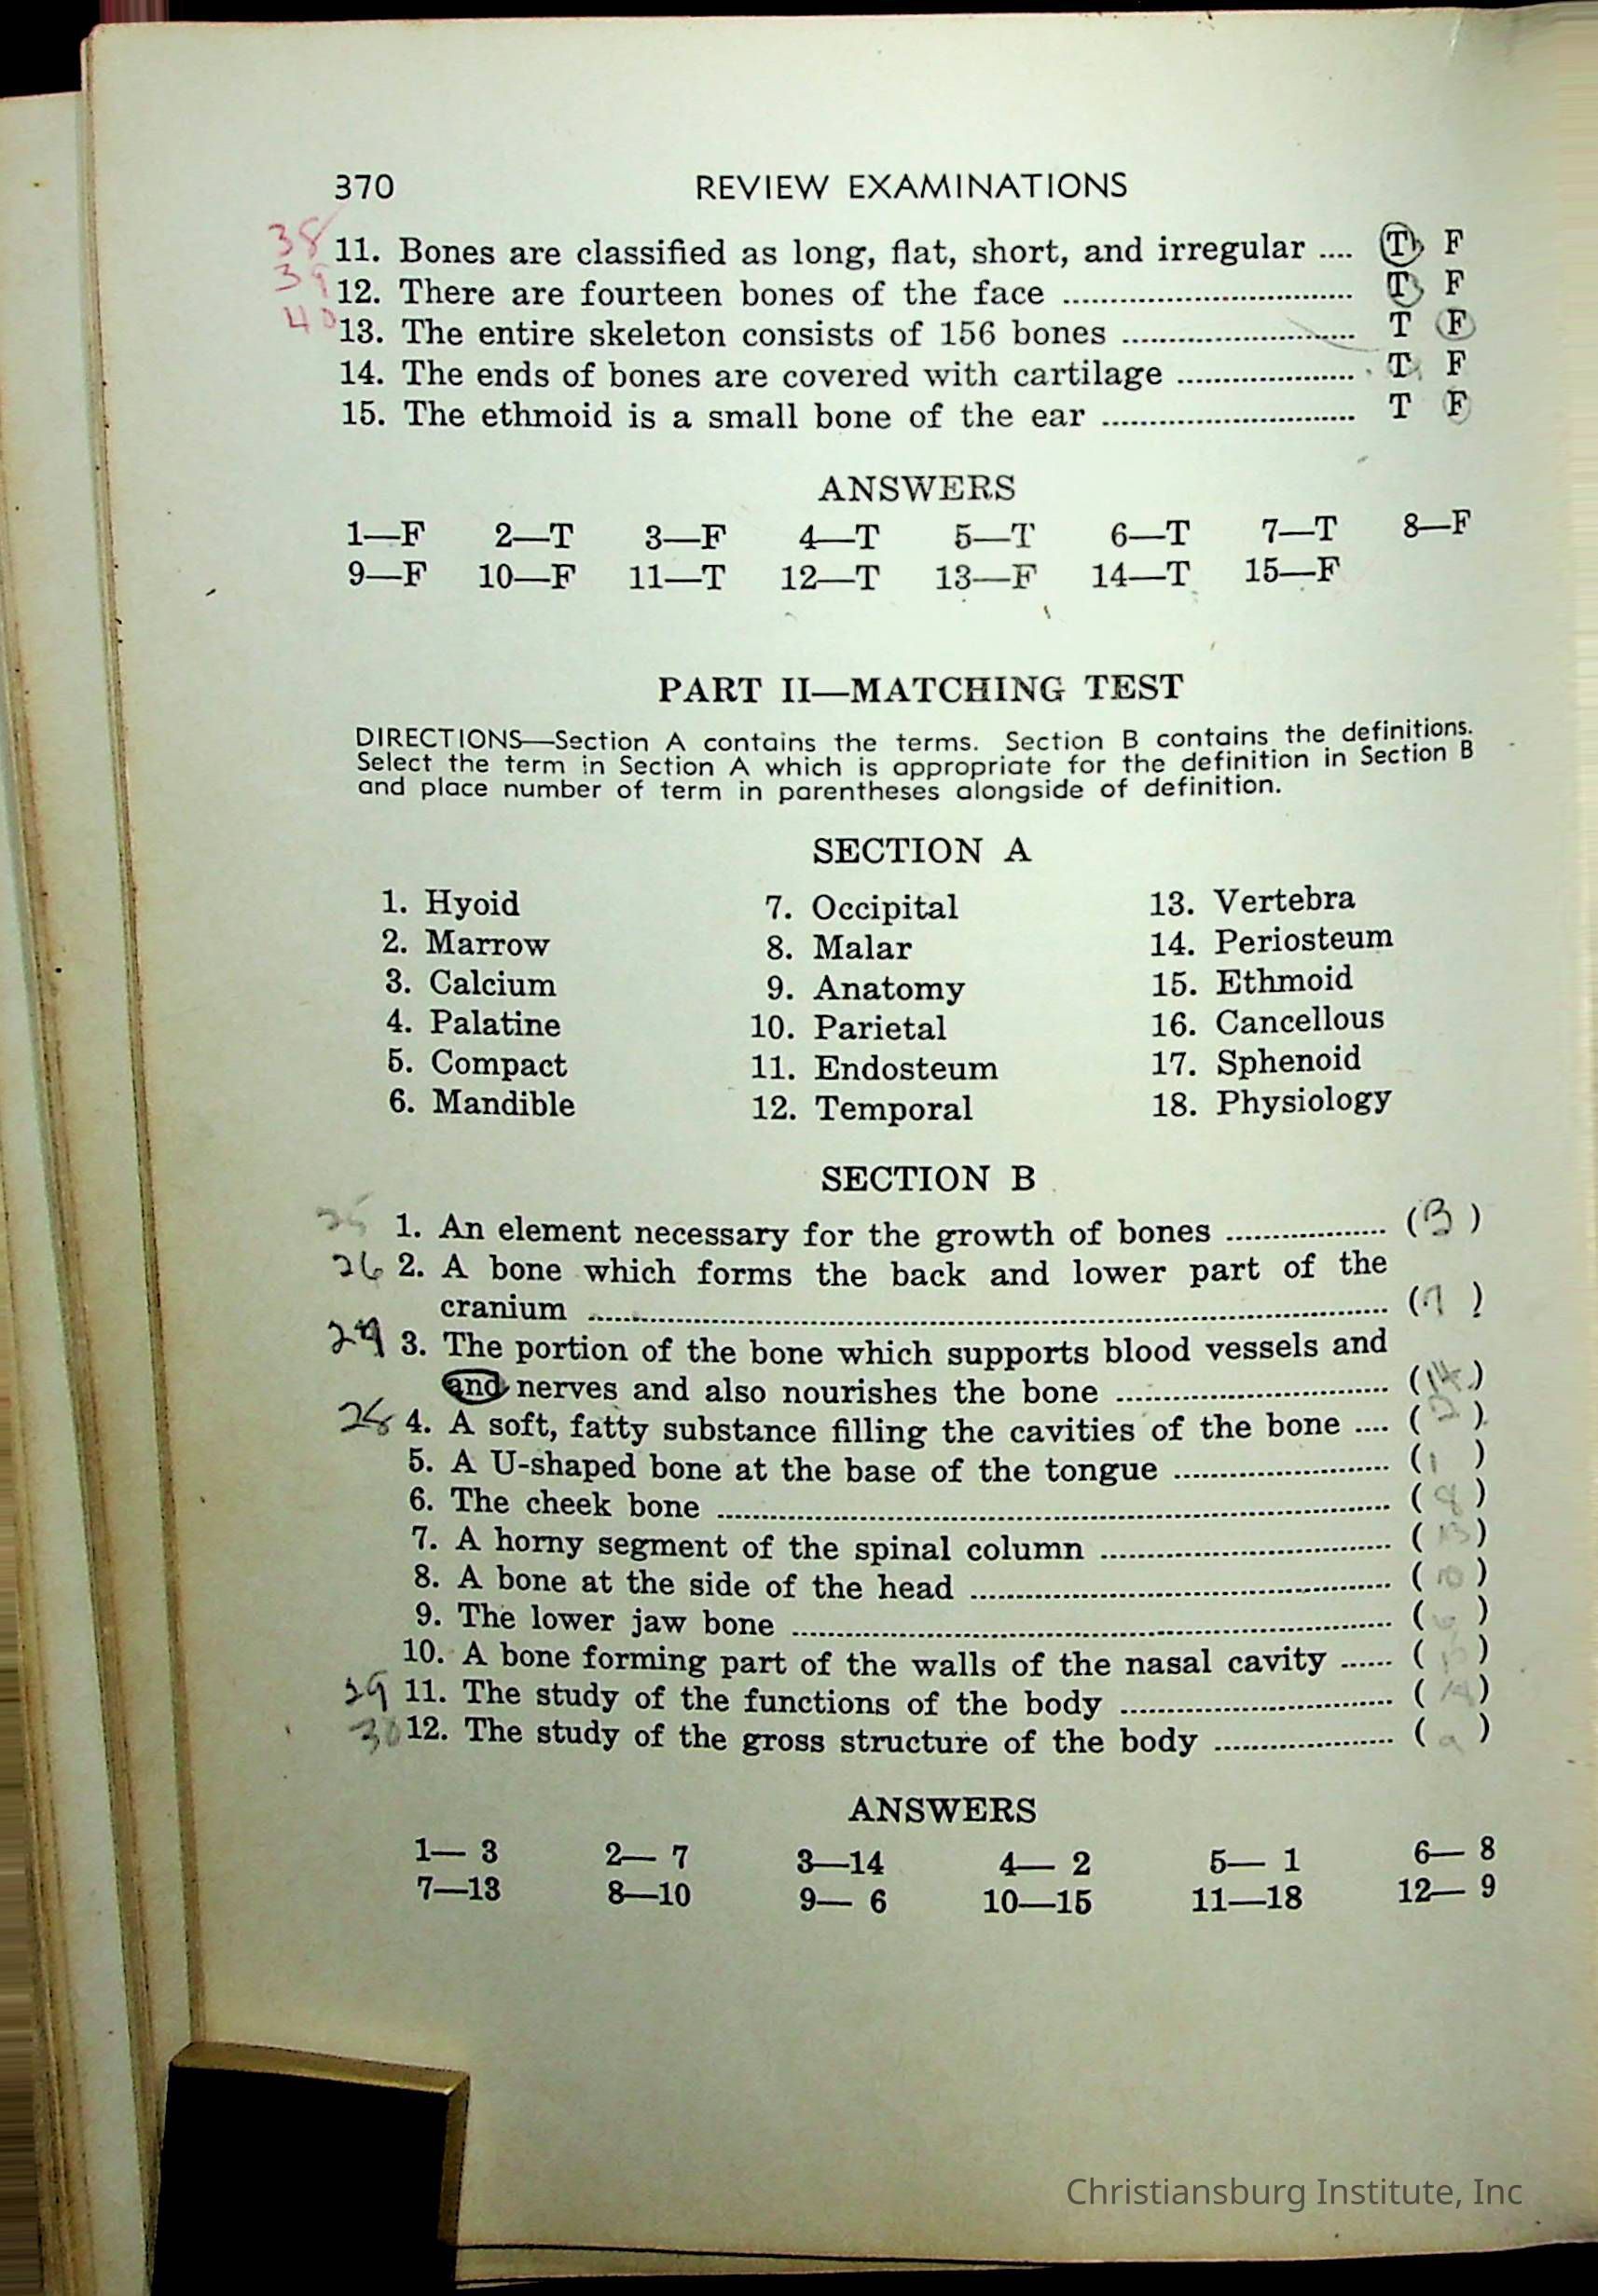 370 REVIEW EXAMINATIONS
38 11. Bones are classified as long, flat, short, and irregular .... T F
39 12. There are fourteen bones of the face ........ T F
40 13. The entire skeleton consists of 156 bones ........ T F
14. The ends of bones are covered with cartilage ........ T F
15. The ethmoid is a small bone of the ear ........ T F
ANSWERS
1—F 2—T 3—F 4—T 5—T 6—T 7—T 8—F
9—F 10—F 11—T 12—T 13—F 14—T 15—F
PART II—MATCHING TEST
DIRECTIONS—Section A contains the terms. Section B contains the definitions.
Select the term in Section A which is appropriate for the definition in Section B
and place number of term in parentheses alongside of definition.
SECTION A
1. Hyoid 7. Occipital 13. Vertebra
2. Marrow 8. Malar 14. Periosteum
3. Calcium 9. Anatomy 15. Ethmoid
4. Palatine 10. Parietal 16. Cancellous
5. Compact 11. Endosteum 17. Sphenoid
6. Mandible 12. Temporal 18. Physiology
SECTION B
25 1. An element necessary for the growth of bones ........ (3)
26 2. A bone which forms the back and lower part of the
cranium ........ (7)
3. The portion of the bone which supports blood vessels and
and nerves and also nourishes the bone ........ (14)
28 4. A soft, fatty substance filling the cavities of the bone .... (2)
5. A U-shaped bone at the base of the tongue ........ (1)
6. The cheek bone ........ (8)
7. A horny segment of the spinal column ........ (13)
8. A bone at the side of the head ........ (10)
9. The lower jaw bone ........ (6)
10. A bone forming part of the walls of the nasal cavity ...... (15)
29 11. The study of the functions of the body ........ ( )
30 12. The study of the gross structure of the body ........ (9)
ANSWERS
1— 3 2— 7 3—14 4— 2 5— 1 6— 8
7—13 8—10 9— 6 10—15 11—18 12— 9
Christiansburg Institute, Inc